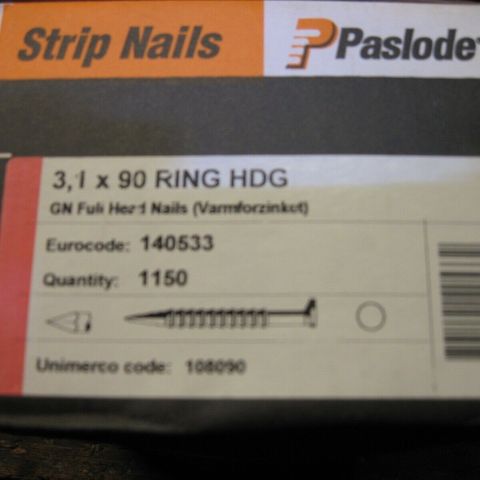 Strip Nails
Paslode
3,1 x 90 RING HDG
GN Full Head Nails (Varmforzinket)
Eurocode: 140533
Quantity: 1150
Unimerco code: 108090